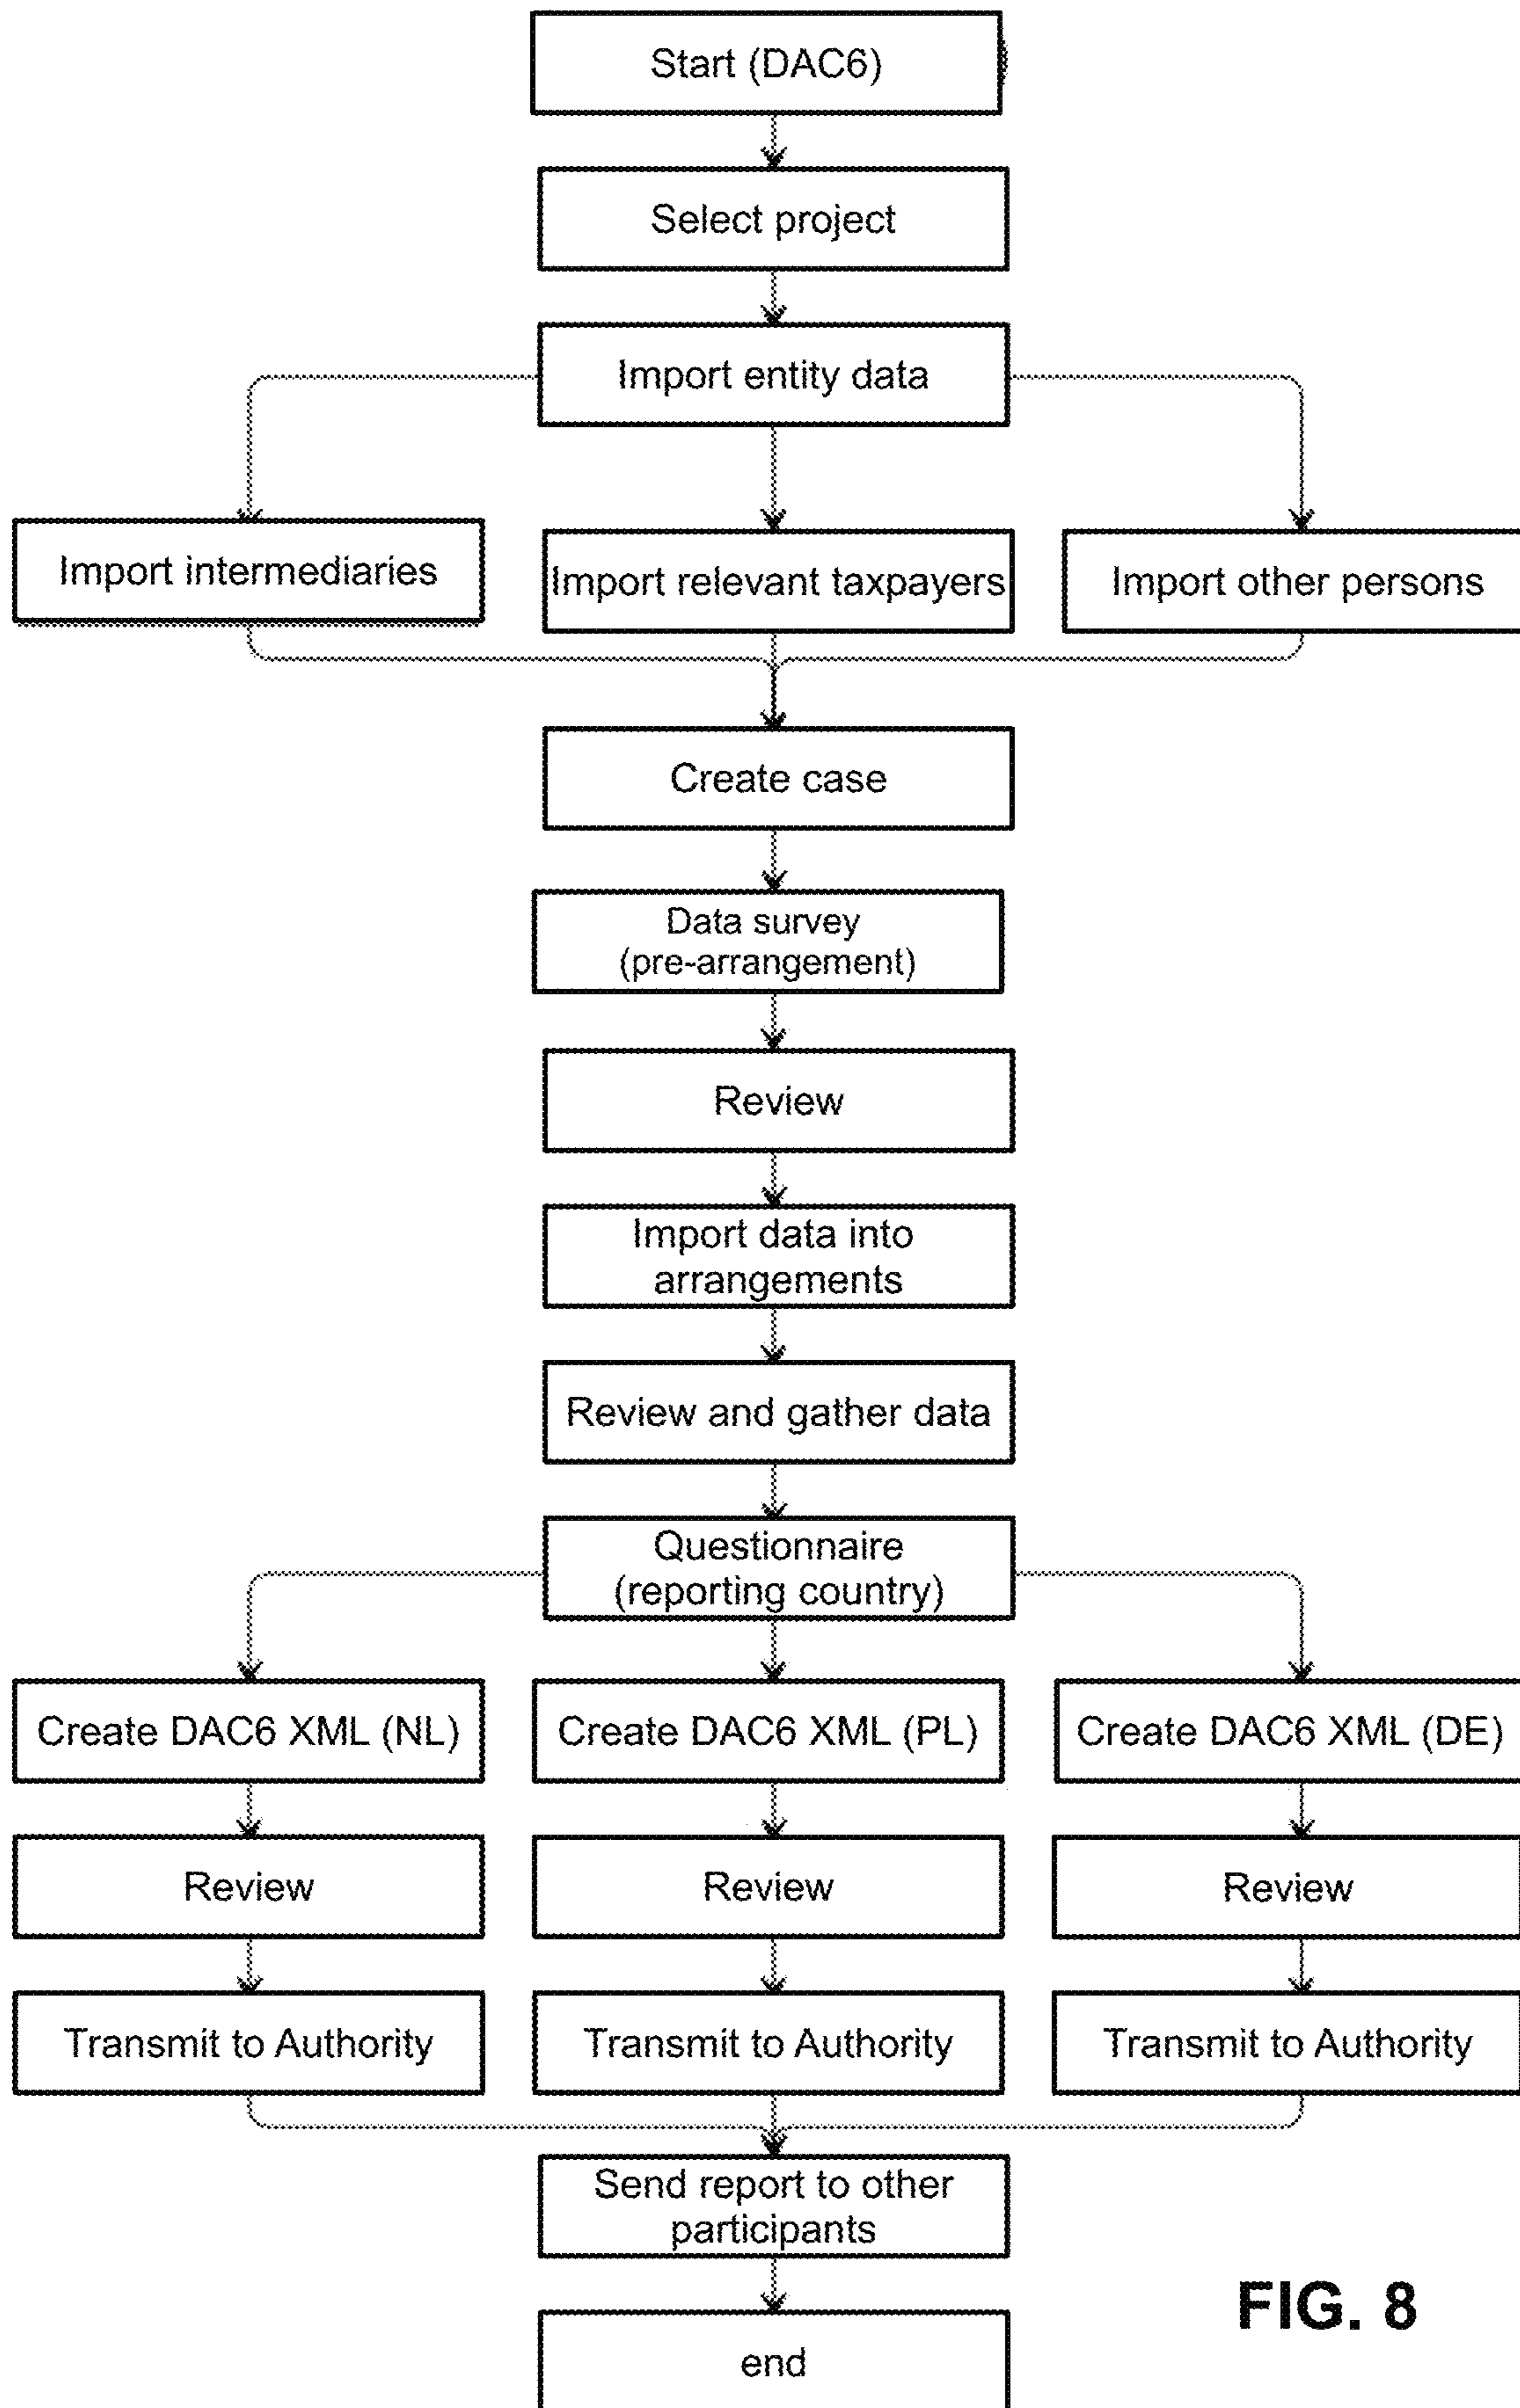 Start (DAC6)
Select project
Import entity data
Import intermediaries
Import relevant taxpayers
Import other persons
Create case
Data survey
(pre-arrangement)
Review
Import data into
arrangements
Review and gather data
Questionnaire
(reporting country)
Create DAC6 XML (NL)
Create DAC6 XML (PL)
Create DAC6 XML (DE)
Review
Review
Review
Transmit to Authority
Transmit to Authority
Transmit to Authority
Send report to other
participants
end
FIG. 8